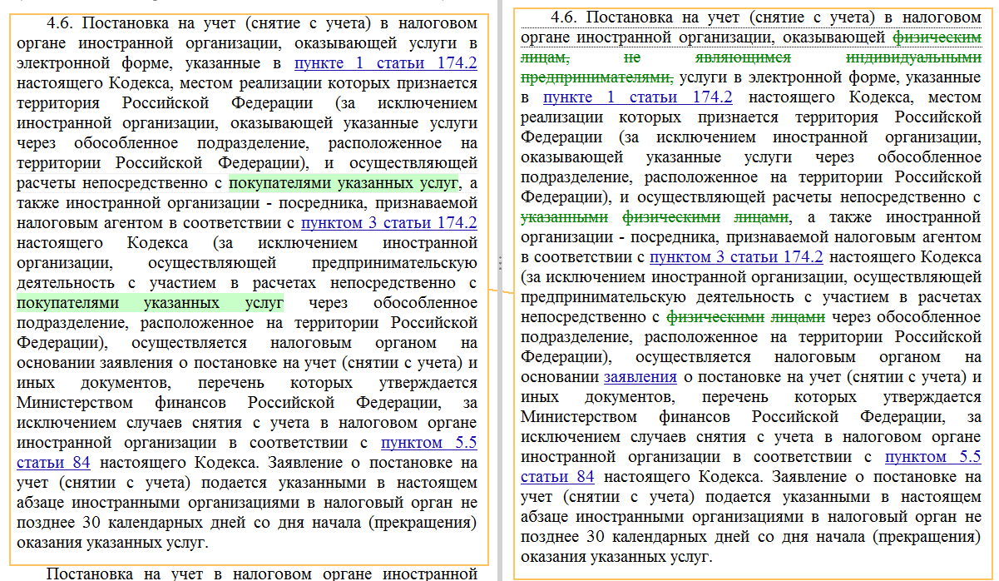 4.6. Постановка на учет (снятие с учета) в налоговом
органе иностранной организации, оказывающей услуги в
электронной форме, указанные в пункте 1 статьи 174.2
настоящего Кодекса, местом реализации которых признается
территория Российской Федерации (за исключением
иностранной организации, оказывающей указанные услуги
через обособленное подразделение, расположенное на
территории Российской Федерации), и осуществляющей
расчеты непосредственно с покупателями указанных услуг, а
также иностранной организации - посредника, признаваемой
налоговым агентом в соответствии с пунктом 3 статьи 174.2
настоящего Кодекса (за исключением иностранной
организации, осуществляющей предпринимательскую
деятельность с участием в расчетах непосредственно с
покупателями указанных услуг через обособленное
подразделение, расположенное на территории Российской
Федерации), осуществляется налоговым органом на
основании заявления о постановке на учет (снятии с учета) и
иных документов, перечень которых утверждается
Министерством финансов Российской Федерации, за
исключением случаев снятия с учета в налоговом органе
иностранной организации в соответствии с пунктом 5.5
статьи 84 настоящего Кодекса. Заявление о постановке на
учет (снятии с учета) подается указанными в настоящем
абзаце иностранными организациями в налоговый орган не
позднее 30 календарных дней со дня начала (прекращения)
оказания указанных услуг.
Постановка на учет в налоговом органе иностранной
4.6. Постановка на учет (снятие с учета) в налоговом
органе иностранной организации, оказывающей физическим
лицам, не являющимся индивидуальными
предпринимателями, услуги в электронной форме, указанные
в пункте 1 статьи 174.2 настоящего Кодекса, местом
реализации которых признается территория Российской
Федерации (за исключением иностранной организации,
оказывающей указанные услуги через обособленное
подразделение, расположенное на территории Российской
Федерации), и осуществляющей расчеты непосредственно с
указанными физическими лицами, а также иностранной
организации - посредника, признаваемой налоговым агентом
в соответствии с пунктом 3 статьи 174.2 настоящего Кодекса
(за исключением иностранной организации, осуществляющей
предпринимательскую деятельность с участием в расчетах
непосредственно с физическими лицами через обособленное
подразделение, расположенное на территории Российской
Федерации), осуществляется налоговым органом на
основании заявления о постановке на учет (снятии с учета) и
иных документов, перечень которых утверждается
Министерством финансов Российской Федерации, за
исключением случаев снятия с учета в налоговом органе
иностранной организации в соответствии с пунктом 5.5
статьи 84 настоящего Кодекса. Заявление о постановке на
учет (снятии с учета) подается указанными в настоящем
абзаце иностранными организациями в налоговый орган не
позднее 30 календарных дней со дня начала (прекращения)
оказания указанных услуг.